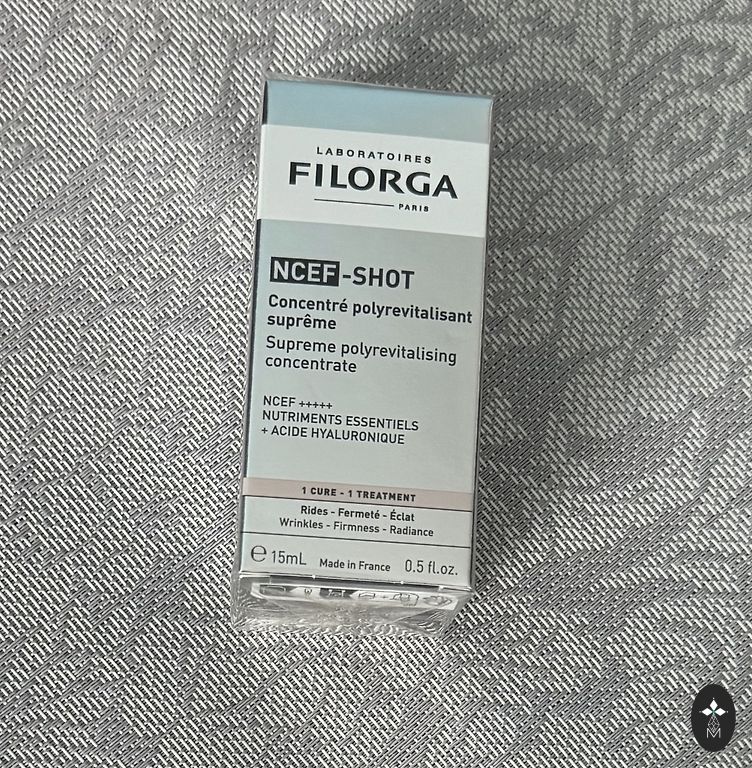 LABORATOIRES
FILORGA
PARIS
NCEF-SHOT
Concentré polyrevitalisant
suprême
Supreme polyrevitalising
concentrate
NCEF +++++
NUTRIMENTS ESSENTIELS
+ ACIDE HYALURONIQUE
1 CURE - 1 TREATMENT
Rides - Fermeté - Éclat
Wrinkles - Firmness - Radiance
℮ 15mL Made in France 0.5 fl.oz.
M